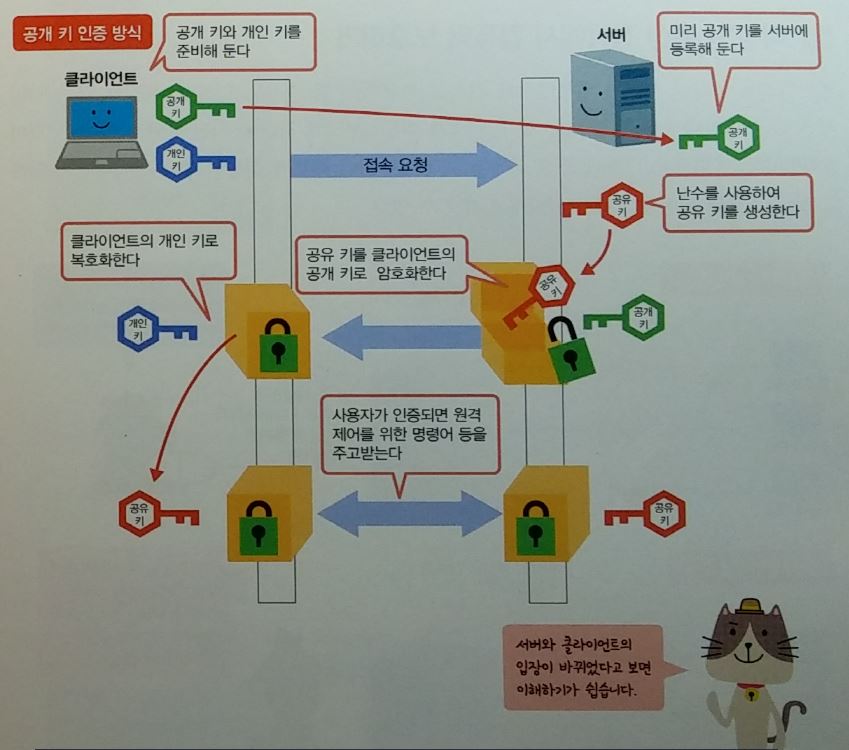 공개 키 인증 방식
공개 키와 개인 키를
준비해 둔다
서버
미리 공개 키를 서버에
등록해 둔다
클라이언트
공개
키
공개
키
개인
키
접속 요청
공유
키
난수를 사용하여
공유 키를 생성한다
클라이언트의 개인 키로
복호화한다
공유 키를 클라이언트의
공개 키로 암호화한다
공유
키
개인
키
공개
키
사용자가 인증되면 원격
제어를 위한 명령어 등을
주고받는다
공유
키
공유
키
서버와 클라이언트의
입장이 바뀌었다고 보면
이해하기가 쉽습니다.